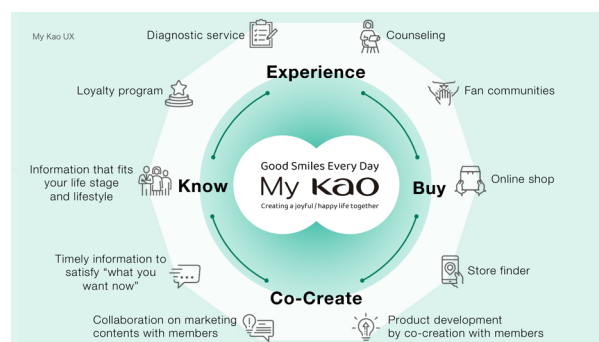 My Kao UX
Diagnostic service
Counseling
Experience
Loyalty program
Fan communities
Good Smiles Every Day
My Kao
Creating a joyful / happy life together
Information that fits
your life stage
and lifestyle
Know
Buy
Online shop
Timely information to
satisfy “what you
want now”
Store finder
Co-Create
Collaboration on marketing
contents with members
Product development
by co-creation with members